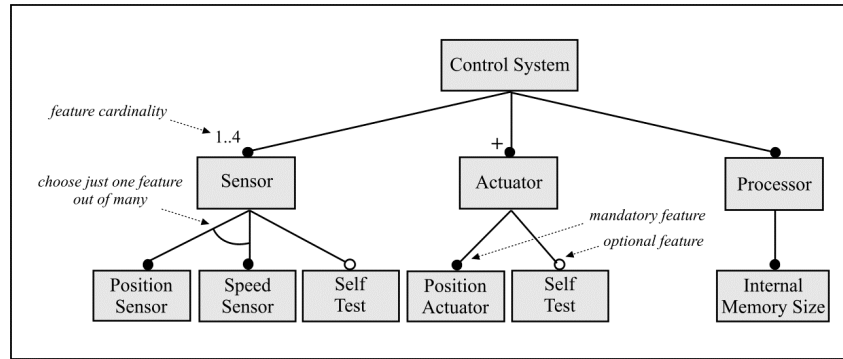 Control System
feature cardinality
1..4
+
Sensor
Actuator
Processor
choose just one feature
out of many
mandatory feature
optional feature
Position
Sensor
Speed
Sensor
Self
Test
Position
Actuator
Self
Test
Internal
Memory Size